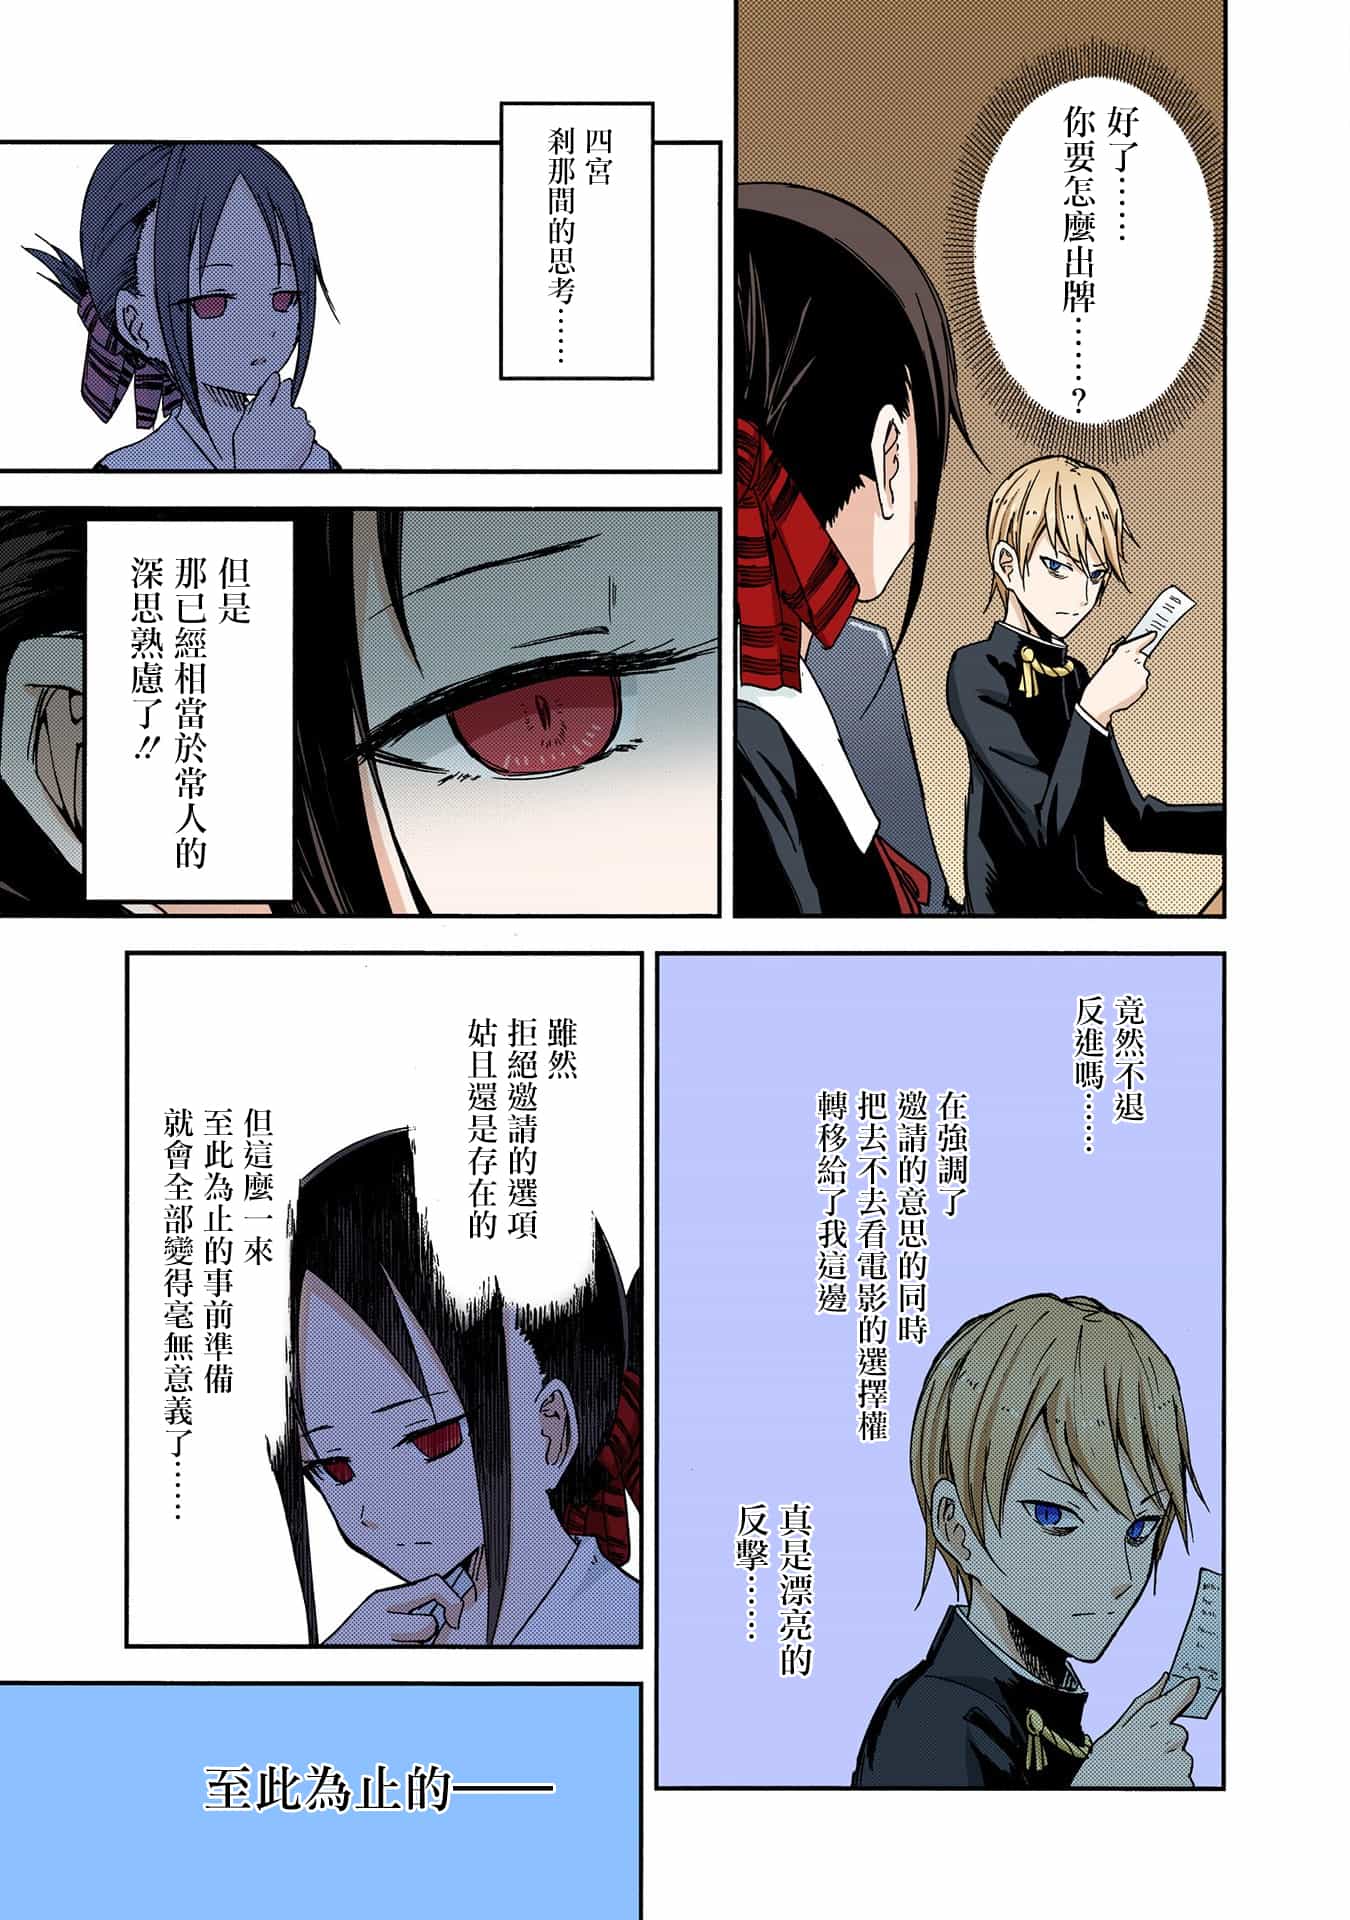 好了……
你要怎麼出牌……？
四宮
剎那間的思考……
但是
那已經相當於常人的
深思熟慮了!!
竟然不退
反進嗎……
在強調了
邀請的意思的同時
把去不去看電影的選擇權
轉移給了我這邊
真是漂亮的
反擊……
雖然
拒絕邀請的選項
姑且還是存在的
但這麼一來
至此為止的事前準備
就會全部變得毫無意義了……
至此為止的——